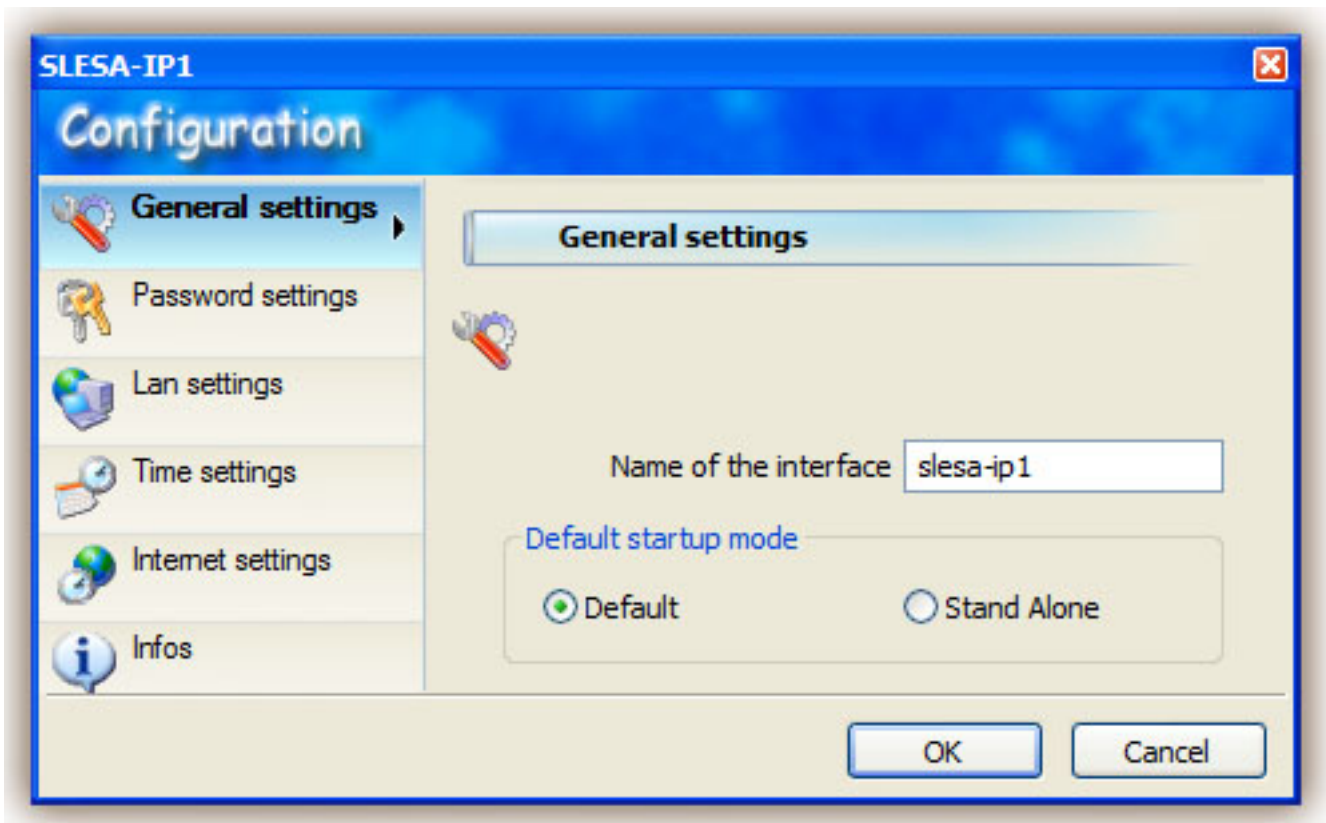 SLESA-IP1
Configuration
General settings
Password settings
Lan settings
Time settings
Internet settings
Infos
General settings
Name of the interface slesa-ip1
Default startup mode
Default Stand Alone
OK Cancel